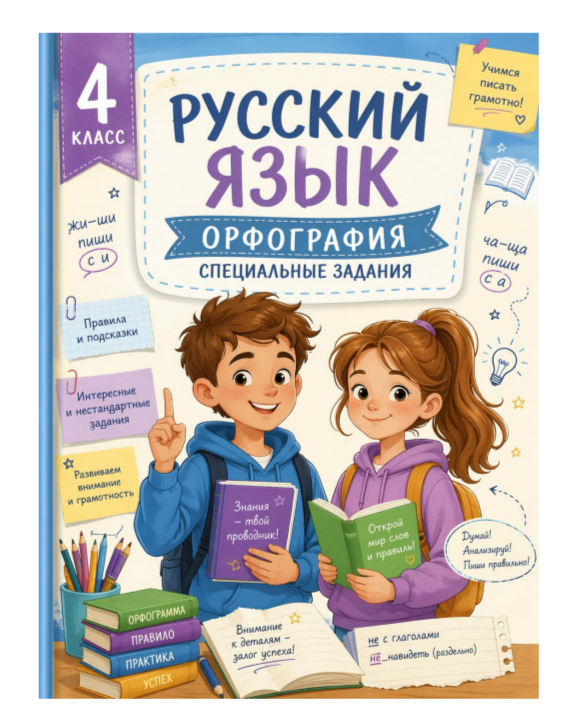 4
КЛАСС
РУССКИЙ
ЯЗЫК
ОРФОГРАФИЯ
СПЕЦИАЛЬНЫЕ ЗАДАНИЯ
Учимся
писать
грамотно!
жи–ши
пиши
с и
ча–ща
пиши
с а
Правила
и подсказки
Интересные
и нестандартные
задания
Развиваем
внимание
и грамотность
Знания
– твой
проводник!
Открой
мир слов
и правиль!
Думай!
Анализируй!
Пиши правильно!
ОРФОГРАММА
ПРАВИЛО
ПРАКТИКА
УСПЕХ
Внимание
к деталям –
залог успеха!
не с глаголами
не_навидеть (раздельно)